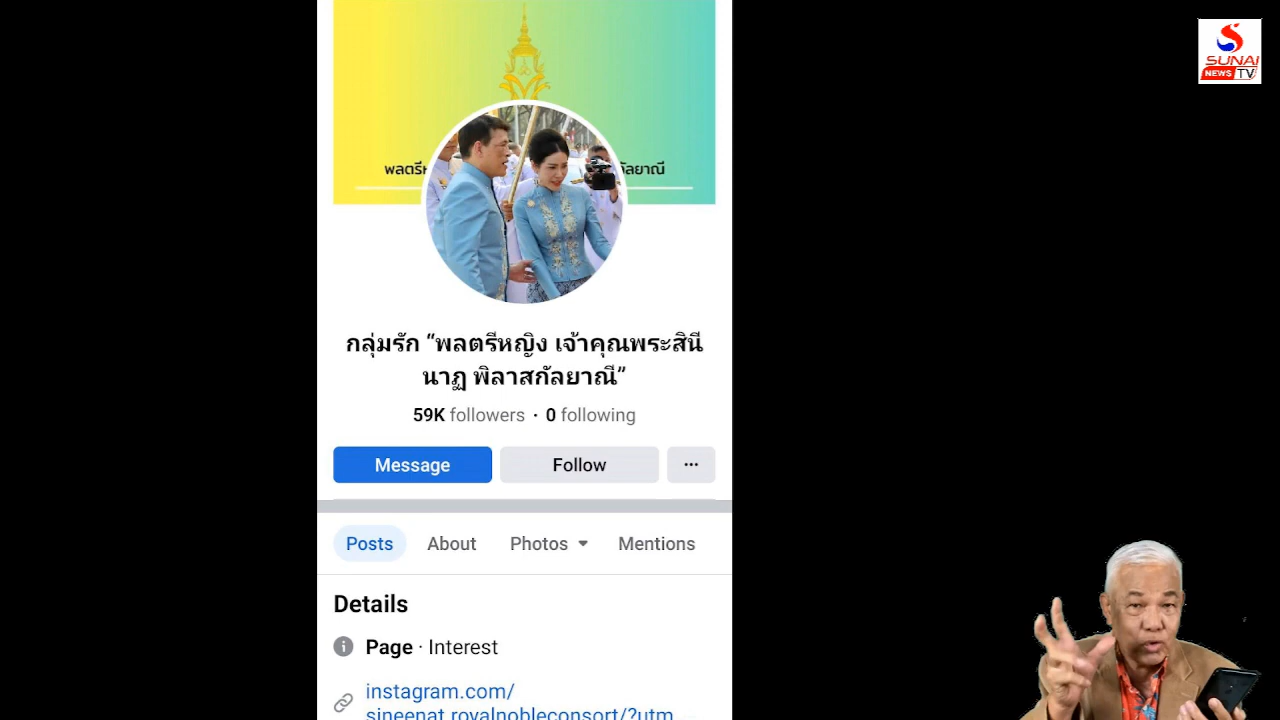 SUNAI
NEWS TV
พลตรีห
กัลยาณี
กลุ่มรัก “พลตรีหญิง เจ้าคุณพระสินี
นาฏ พิลาสกัลยาณี”
59K followers · 0 following
Message
Follow
Posts
About
Photos
Mentions
Details
Page · Interest
instagram.com/
sineenat.royalnobleconsort/?utm